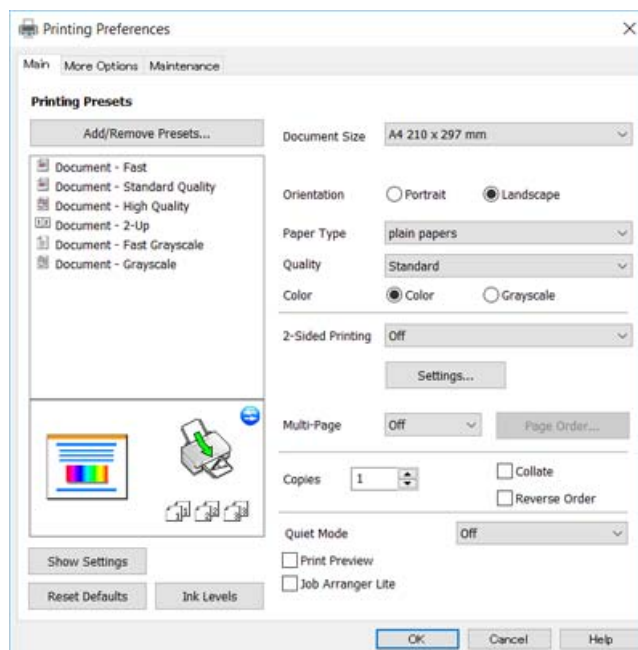 Printing Preferences
Main More Options Maintenance
Printing Presets
Add/Remove Presets...
Document - Fast
Document - Standard Quality
Document - High Quality
Document - 2-Up
Document - Fast Grayscale
Document - Grayscale
Show Settings
Reset Defaults Ink Levels
Document Size A4 210 x 297 mm
Orientation Portrait Landscape
Paper Type plain papers
Quality Standard
Color Color Grayscale
2-Sided Printing Off
Settings...
Multi-Page Off Page Order...
Copies 1 Collate
Reverse Order
Quiet Mode Off
Print Preview
Job Arranger Lite
OK Cancel Help